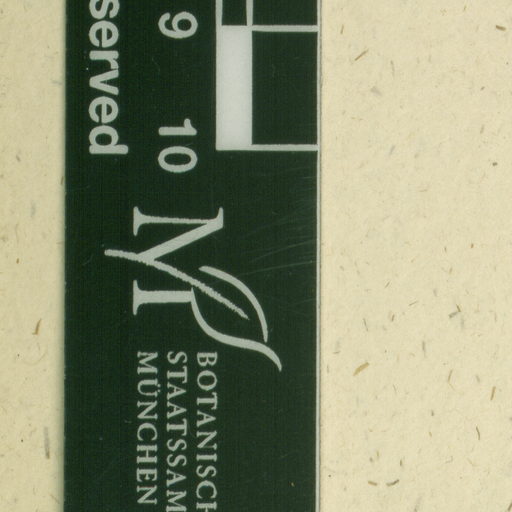 served
9 10
M
BOTANISCH
STAATSSAM
MÜNCHEN